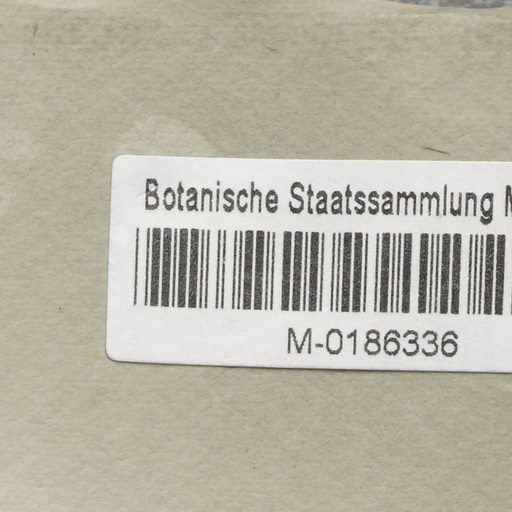 Botanische Staatssammlung M
M-0186336